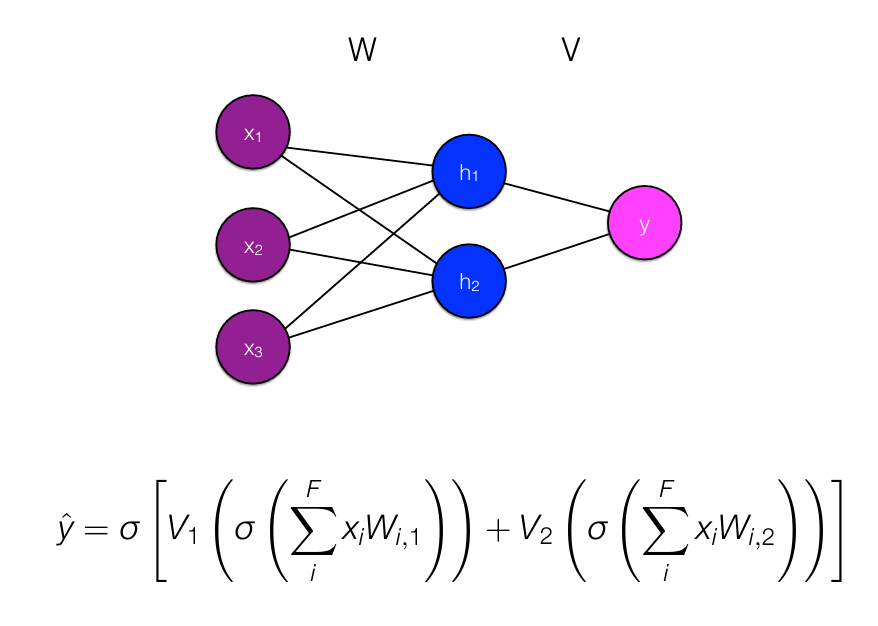 W V
x₁
h₁
x₂
y
h₂
x₃
ŷ = σ [ V₁ ( σ ( ∑ᵢᶠ xᵢWᵢ,₁ ) ) + V₂ ( σ ( ∑ᵢᶠ xᵢWᵢ,₂ ) ) ]